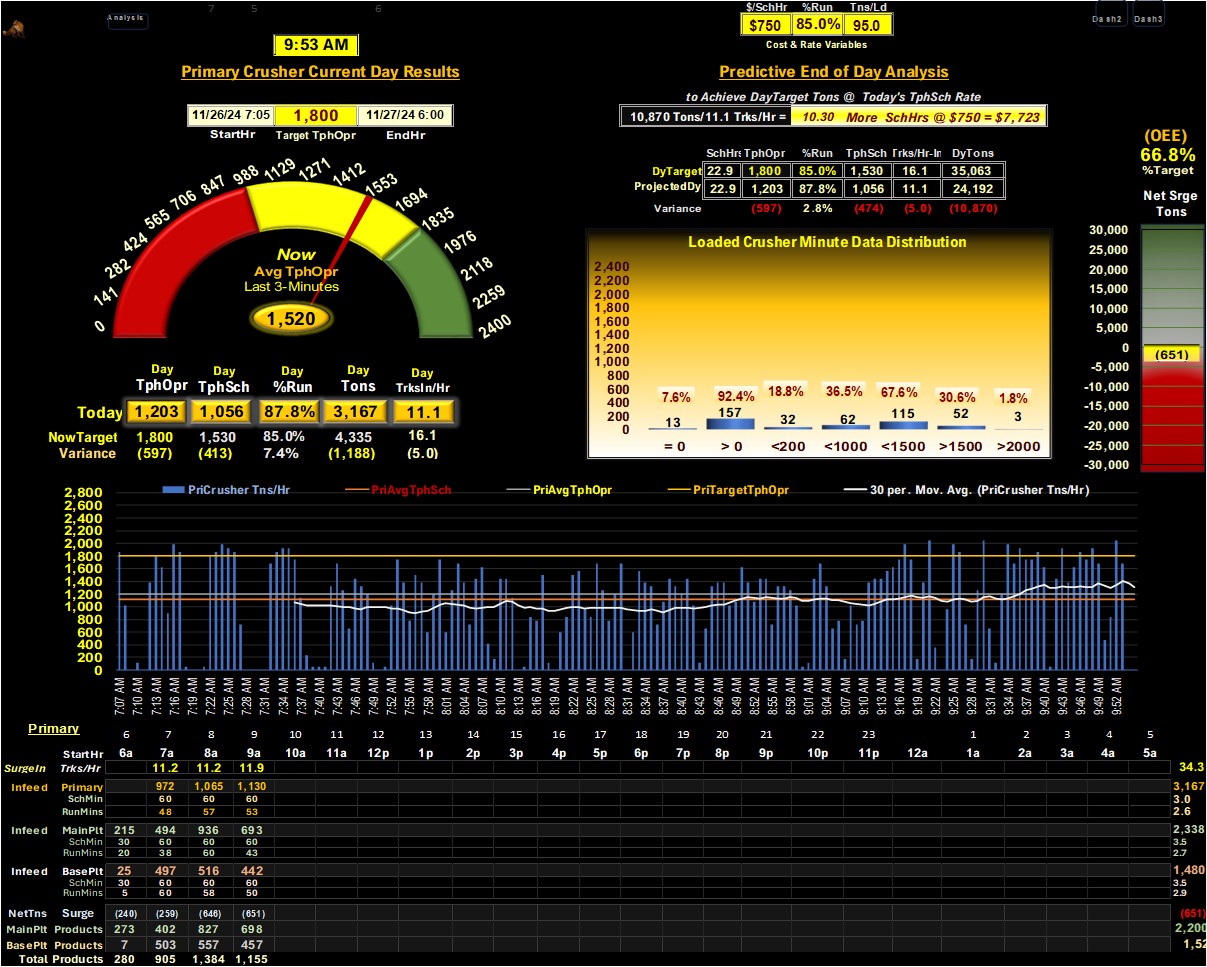 7 5 6
Analysis
$/SchHr %Run Tns/Ld
$750 85.0% 95.0
Cost & Rate Variables
Dash2 Dash3
9:53 AM
Primary Crusher Current Day Results
11/26/24 7:05 1,800 11/27/24 6:00
StartHr Target TphOpr EndHr
0 141 282 424 565 706 847 988 1129 1271 1412 1553 1694 1835 1976 2118 2259 2400
Now
Avg TphOpr
Last 3-Minutes
1,520
Day Day Day Day Day
TphOpr TphSch %Run Tons TrksIn/Hr
Today 1,203 1,056 87.8% 3,167 11.1
NowTarget 1,800 1,530 85.0% 4,335 16.1
Variance (597) (413) 7.4% (1,188) (5.0)
Predictive End of Day Analysis
to Achieve DayTarget Tons @ Today's TphSch Rate
10,870 Tons/11.1 Trks/Hr = 10.30 More SchHrs @ $750 = $7,723
SchHrs TphOpr %Run TphSch Trks/Hr-In DyTons
DyTarget 22.9 1,800 85.0% 1,530 16.1 35,063
ProjectedDy 22.9 1,203 87.8% 1,056 11.1 24,192
Variance (597) 2.8% (474) (5.0) (10,870)
Loaded Crusher Minute Data Distribution
2,400
2,200
2,000
1,800
1,600
1,400
1,200
1,000
800
600
400
200
0
7.6% 92.4% 18.8% 36.5% 67.6% 30.6% 1.8%
13 157 32 62 115 52 3
= 0 > 0 <200 <1000 <1500 >1500 >2000
(OEE)
66.8%
%Target
Net Srge
Tons
30,000
25,000
20,000
15,000
10,000
5,000
0
(651)
-5,000
-10,000
-15,000
-20,000
-25,000
-30,000
PriCrusher Tns/Hr PriAvgTphSch PriAvgTphOpr PriTargetTphOpr 30 per. Mov. Avg. (PriCrusher Tns/Hr)
2,800
2,600
2,400
2,200
2,000
1,800
1,600
1,400
1,200
1,000
800
600
400
200
0
7:07 AM 7:10 AM 7:13 AM 7:16 AM 7:19 AM 7:22 AM 7:25 AM 7:28 AM 7:31 AM 7:34 AM 7:37 AM 7:40 AM 7:43 AM 7:46 AM 7:49 AM 7:52 AM 7:55 AM 7:58 AM 8:01 AM 8:04 AM 8:07 AM 8:10 AM 8:13 AM 8:16 AM 8:19 AM 8:22 AM 8:25 AM 8:28 AM 8:31 AM 8:34 AM 8:37 AM 8:40 AM 8:43 AM 8:46 AM 8:49 AM 8:52 AM 8:55 AM 8:58 AM 9:01 AM 9:04 AM 9:07 AM 9:10 AM 9:13 AM 9:16 AM 9:19 AM 9:22 AM 9:25 AM 9:28 AM 9:31 AM 9:34 AM 9:37 AM 9:40 AM 9:43 AM 9:46 AM 9:49 AM 9:52 AM
Primary
6 7 8 9 10 11 12 13 14 15 16 17 18 19 20 21 22 23 1 2 3 4 5
StartHr 6a 7a 8a 9a 10a 11a 12p 1p 2p 3p 4p 5p 6p 7p 8p 9p 10p 11p 12a 1a 2a 3a 4a 5a
SurgeIn Trks/Hr 11.2 11.2 11.9 34.3
Infeed Primary 972 1,065 1,130 3,167
SchMin 60 60 60 3.0
RunMins 48 57 53 2.6
Infeed MainPlt 215 494 936 693 2,338
SchMin 30 60 60 60 3.5
RunMins 20 38 60 43 2.7
Infeed BasePlt 25 497 516 442 1,480
SchMin 30 60 60 60 3.5
RunMins 5 60 58 50 2.9
NetTns Surge (240) (259) (646) (651) (651)
MainPlt Products 273 402 827 698 2,200
BasePlt Products 7 503 557 457 1,52
Total Products 280 905 1,384 1,155